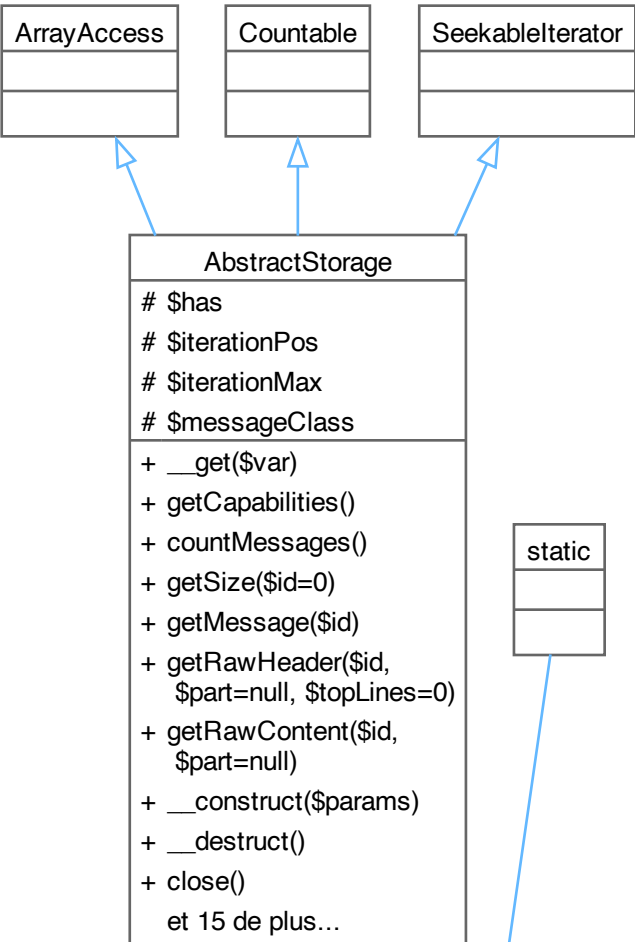 ArrayAccess
Countable
SeekableIterator
AbstractStorage
# $has
# $iterationPos
# $iterationMax
# $messageClass
+ __get($var)
+ getCapabilities()
+ countMessages()
+ getSize($id=0)
+ getMessage($id)
+ getRawHeader($id,
$part=null, $topLines=0)
+ getRawContent($id,
$part=null)
+ __construct($params)
+ __destruct()
+ close()
et 15 de plus...
static